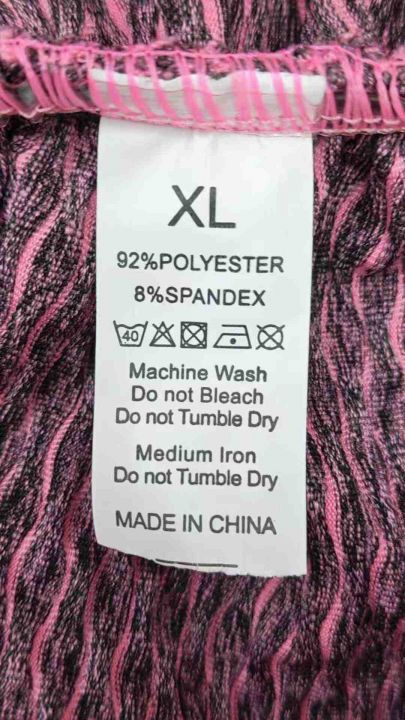 XL
92%POLYESTER
8%SPANDEX
40
Machine Wash
Do not Bleach
Do not Tumble Dry
Medium Iron
Do not Tumble Dry
MADE IN CHINA